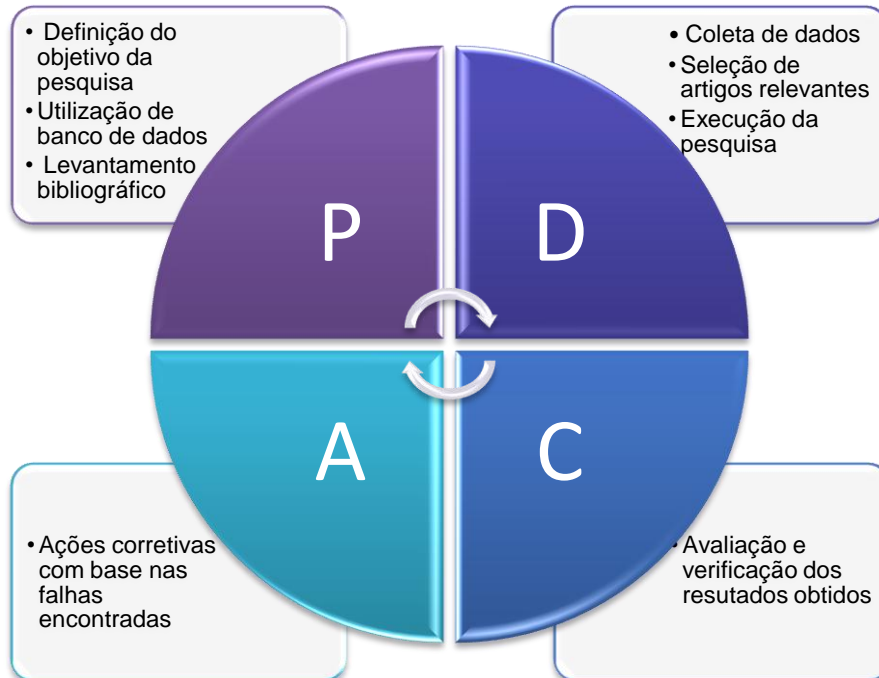 • Definição do
objetivo da
pesquisa
• Utilização de
banco de dados
• Levantamento
bibliográfico
• Coleta de dados
• Seleção de
artigos relevantes
• Execução da
pesquisa
P
D
A
C
• Ações corretivas
com base nas
falhas
encontradas
• Avaliação e
verificação dos
resutados obtidos